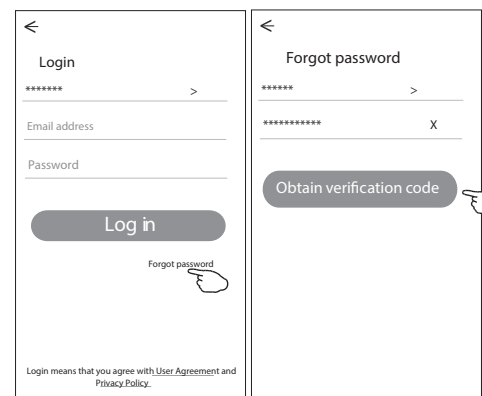 Login
******* >
Email address
Password
Log in
Forgot password
Login means that you agree with User Agreement and
Privacy Policy
Forgot password
****** >
*********** X
Obtain verification code